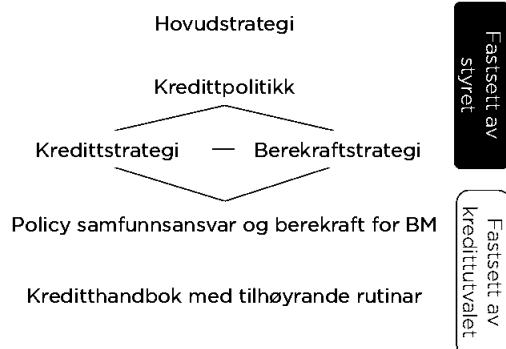 Hovudstrategi
Kredittpolitikk
Kredittstrategi — Berekraftstrategi
Policy samfunnsansvar og berekraft for BM
Kreditthandbok med tilhøyrande rutinar
Fastsett av
styret
Fastsett av
kredittutvalet